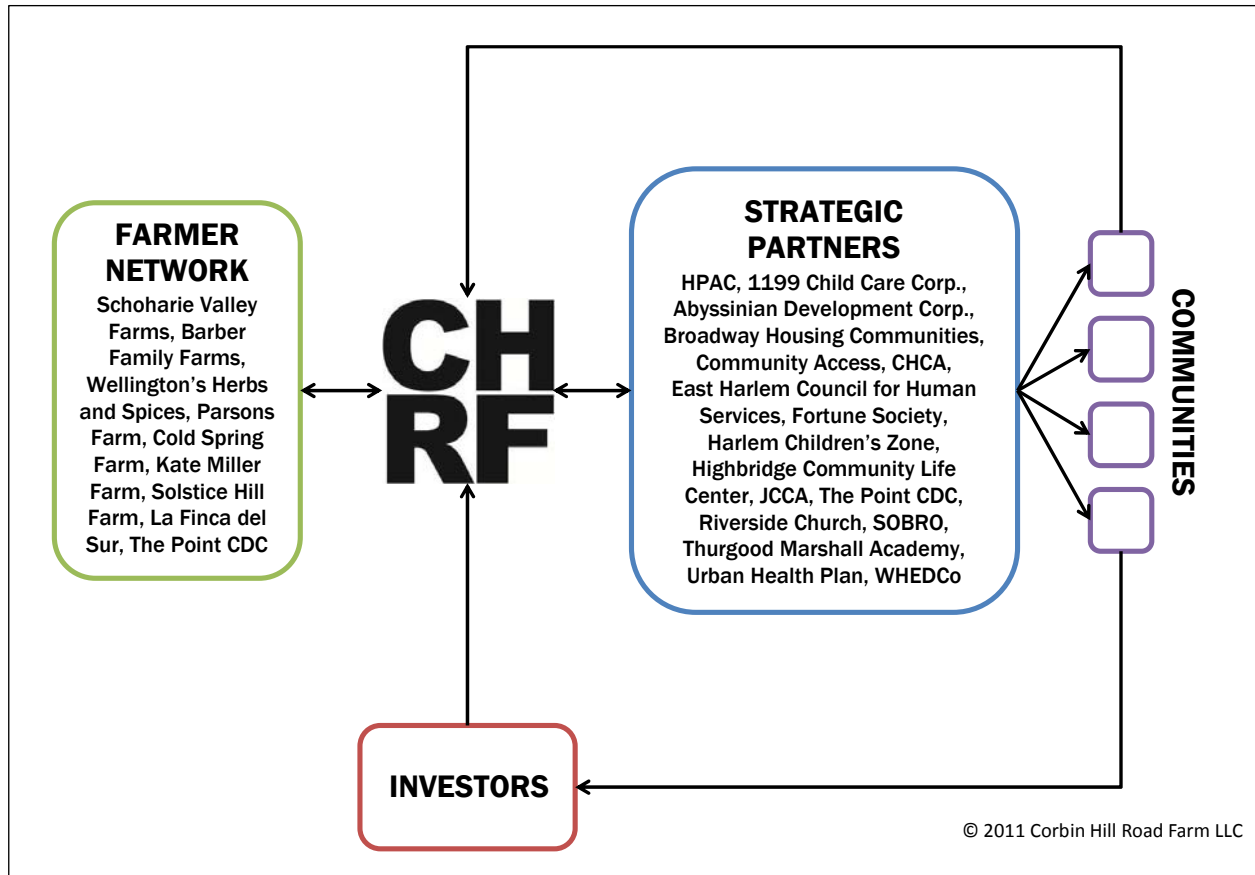 FARMER
NETWORK
Schoharie Valley
Farms, Barber
Family Farms,
Wellington's Herbs
and Spices, Parsons
Farm, Cold Spring
Farm, Kate Miller
Farm, Solstice Hill
Farm, La Finca del
Sur, The Point CDC
CH
RF
STRATEGIC
PARTNERS
HPAC, 1199 Child Care Corp.,
Abyssinian Development Corp.,
Broadway Housing Communities,
Community Access, CHCA,
East Harlem Council for Human
Services, Fortune Society,
Harlem Children's Zone,
Highbridge Community Life
Center, JCCA, The Point CDC,
Riverside Church, SOBRO,
Thurgood Marshall Academy,
Urban Health Plan, WHEDCo
COMMUNITIES
INVESTORS
© 2011 Corbin Hill Road Farm LLC